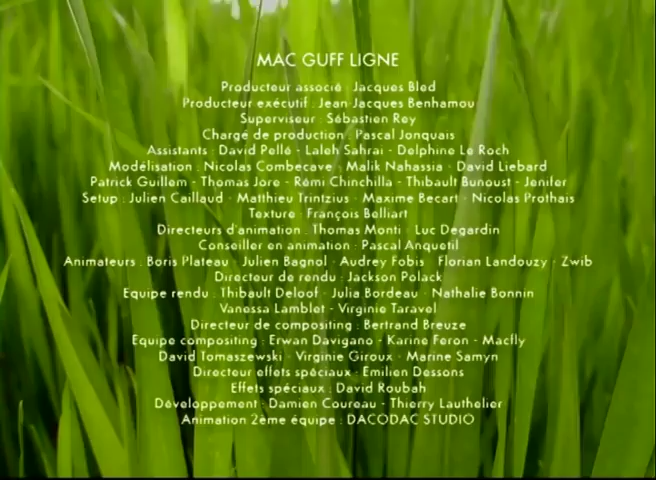 MAC GUFF LIGNE
Producteur associé : Jacques Bled
Producteur exécutif : Jean-Jacques Benhamou
Superviseur : Sébastien Rey
Chargé de production : Pascal Jonquais
Assistants : David Pellé - Laleh Sahrai - Delphine Le Roch
Modélisation : Nicolas Combecave - Malik Nahassia - David Liebard
Patrick Guillem - Thomas Jore - Rémi Chinchilla - Thibault Bunoust - Jenifer
Setup : Julien Caillaud - Matthieu Trintzius - Maxime Becart - Nicolas Prothais
Texture : François Belliart
Directeurs d'animation : Thomas Monti - Luc Degardin
Conseiller en animation : Pascal Anquetil
Animateurs : Boris Plateau - Julien Bagnol - Audrey Fobis - Florian Landouzy - Zwib
Directeur de rendu : Jackson Polack
Equipe rendu : Thibault Deloof - Julia Bordeau - Nathalie Bonnin
Vanessa Lamblet - Virginie Taravel
Directeur de compositing : Bertrand Breuze
Equipe compositing : Erwan Davigano - Karine Feron - Macfly
David Tomaszewski - Virginie Giroux - Marine Samyn
Directeur effets spéciaux : Emilien Dessons
Effets spéciaux : David Roubah
Développement : Damien Coureau - Thierry Lauthelier
Animation 2ème équipe : DACODAC STUDIO